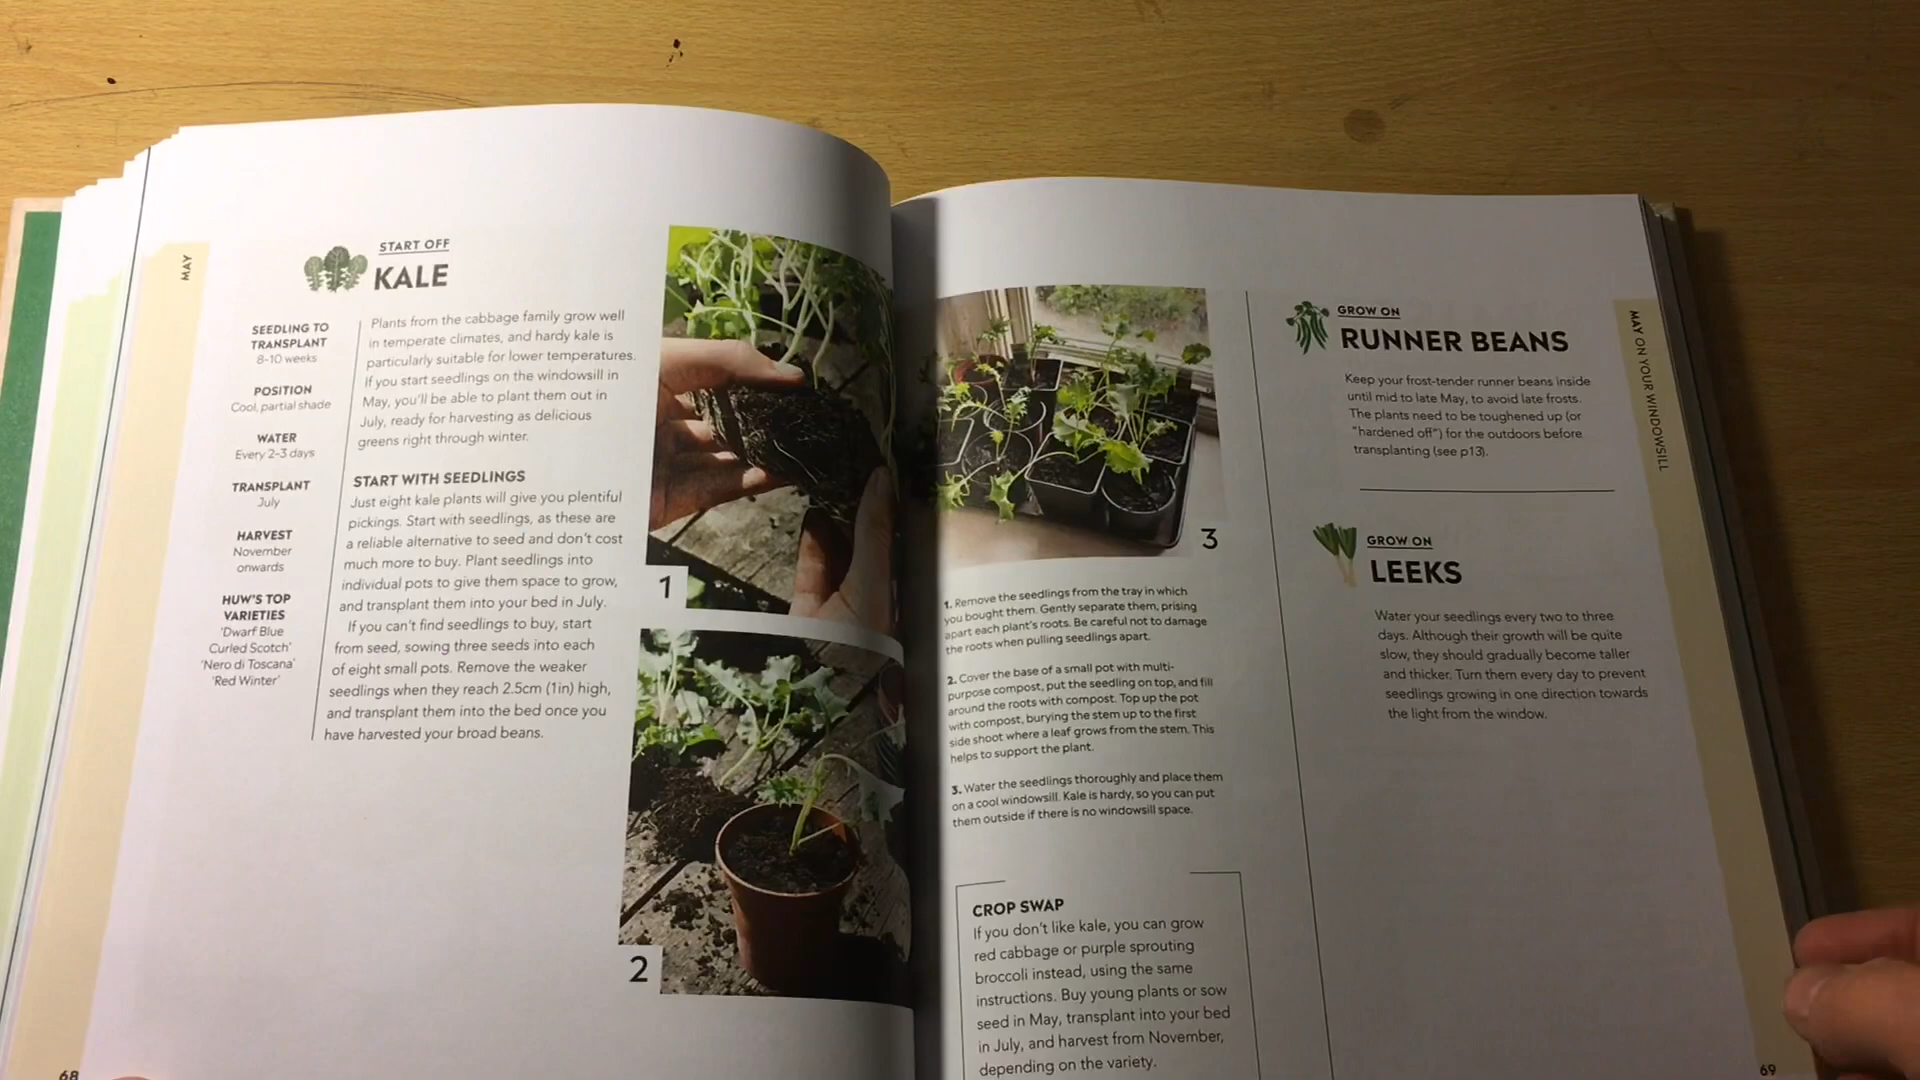 MAY
START OFF
KALE
SEEDLING TO
TRANSPLANT
8-10 weeks
POSITION
Cool, partial shade
WATER
Every 2-3 days
TRANSPLANT
July
HARVEST
November
onwards
HUW'S TOP
VARIETIES
'Dwarf Blue
Curled Scotch'
'Nero di Toscana'
'Red Winter'
Plants from the cabbage family grow well
in temperate climates, and hardy kale is
particularly suitable for lower temperatures.
If you start seedlings on the windowsill in
May, you'll be able to plant them out in
July, ready for harvesting as delicious
greens right through winter.
START WITH SEEDLINGS
Just eight kale plants will give you plentiful
pickings. Start with seedlings, as these are
a reliable alternative to seed and don't cost
much more to buy. Plant seedlings into
individual pots to give them space to grow,
and transplant them into your bed in July.
If you can't find seedlings to buy, start
from seed, sowing three seeds into each
of eight small pots. Remove the weaker
seedlings when they reach 2.5cm (1in) high,
and transplant them into the bed once you
have harvested your broad beans.
1
2
68
3
1. Remove the seedlings from the tray in which
you bought them. Gently separate them, prising
apart each plant's roots. Be careful not to damage
the roots when pulling seedlings apart.
2. Cover the base of a small pot with multi-
purpose compost, put the seedling on top, and fill
around the roots with compost. Top up the pot
with compost, burying the stem up to the first
side shoot where a leaf grows from the stem. This
helps to support the plant.
3. Water the seedlings thoroughly and place them
on a cool windowsill. Kale is hardy, so you can put
them outside if there is no windowsill space.
CROP SWAP
If you don't like kale, you can grow
red cabbage or purple sprouting
broccoli instead, using the same
instructions. Buy young plants or sow
seed in May, transplant into your bed
in July, and harvest from November,
depending on the variety.
GROW ON
RUNNER BEANS
Keep your frost-tender runner beans inside
until mid to late May, to avoid late frosts.
The plants need to be toughened up (or
"hardened off") for the outdoors before
transplanting (see p13).
GROW ON
LEEKS
Water your seedlings every two to three
days. Although their growth will be quite
slow, they should gradually become taller
and thicker. Turn them every day to prevent
seedlings growing in one direction towards
the light from the window.
MAY ON YOUR WINDOWSILL
69